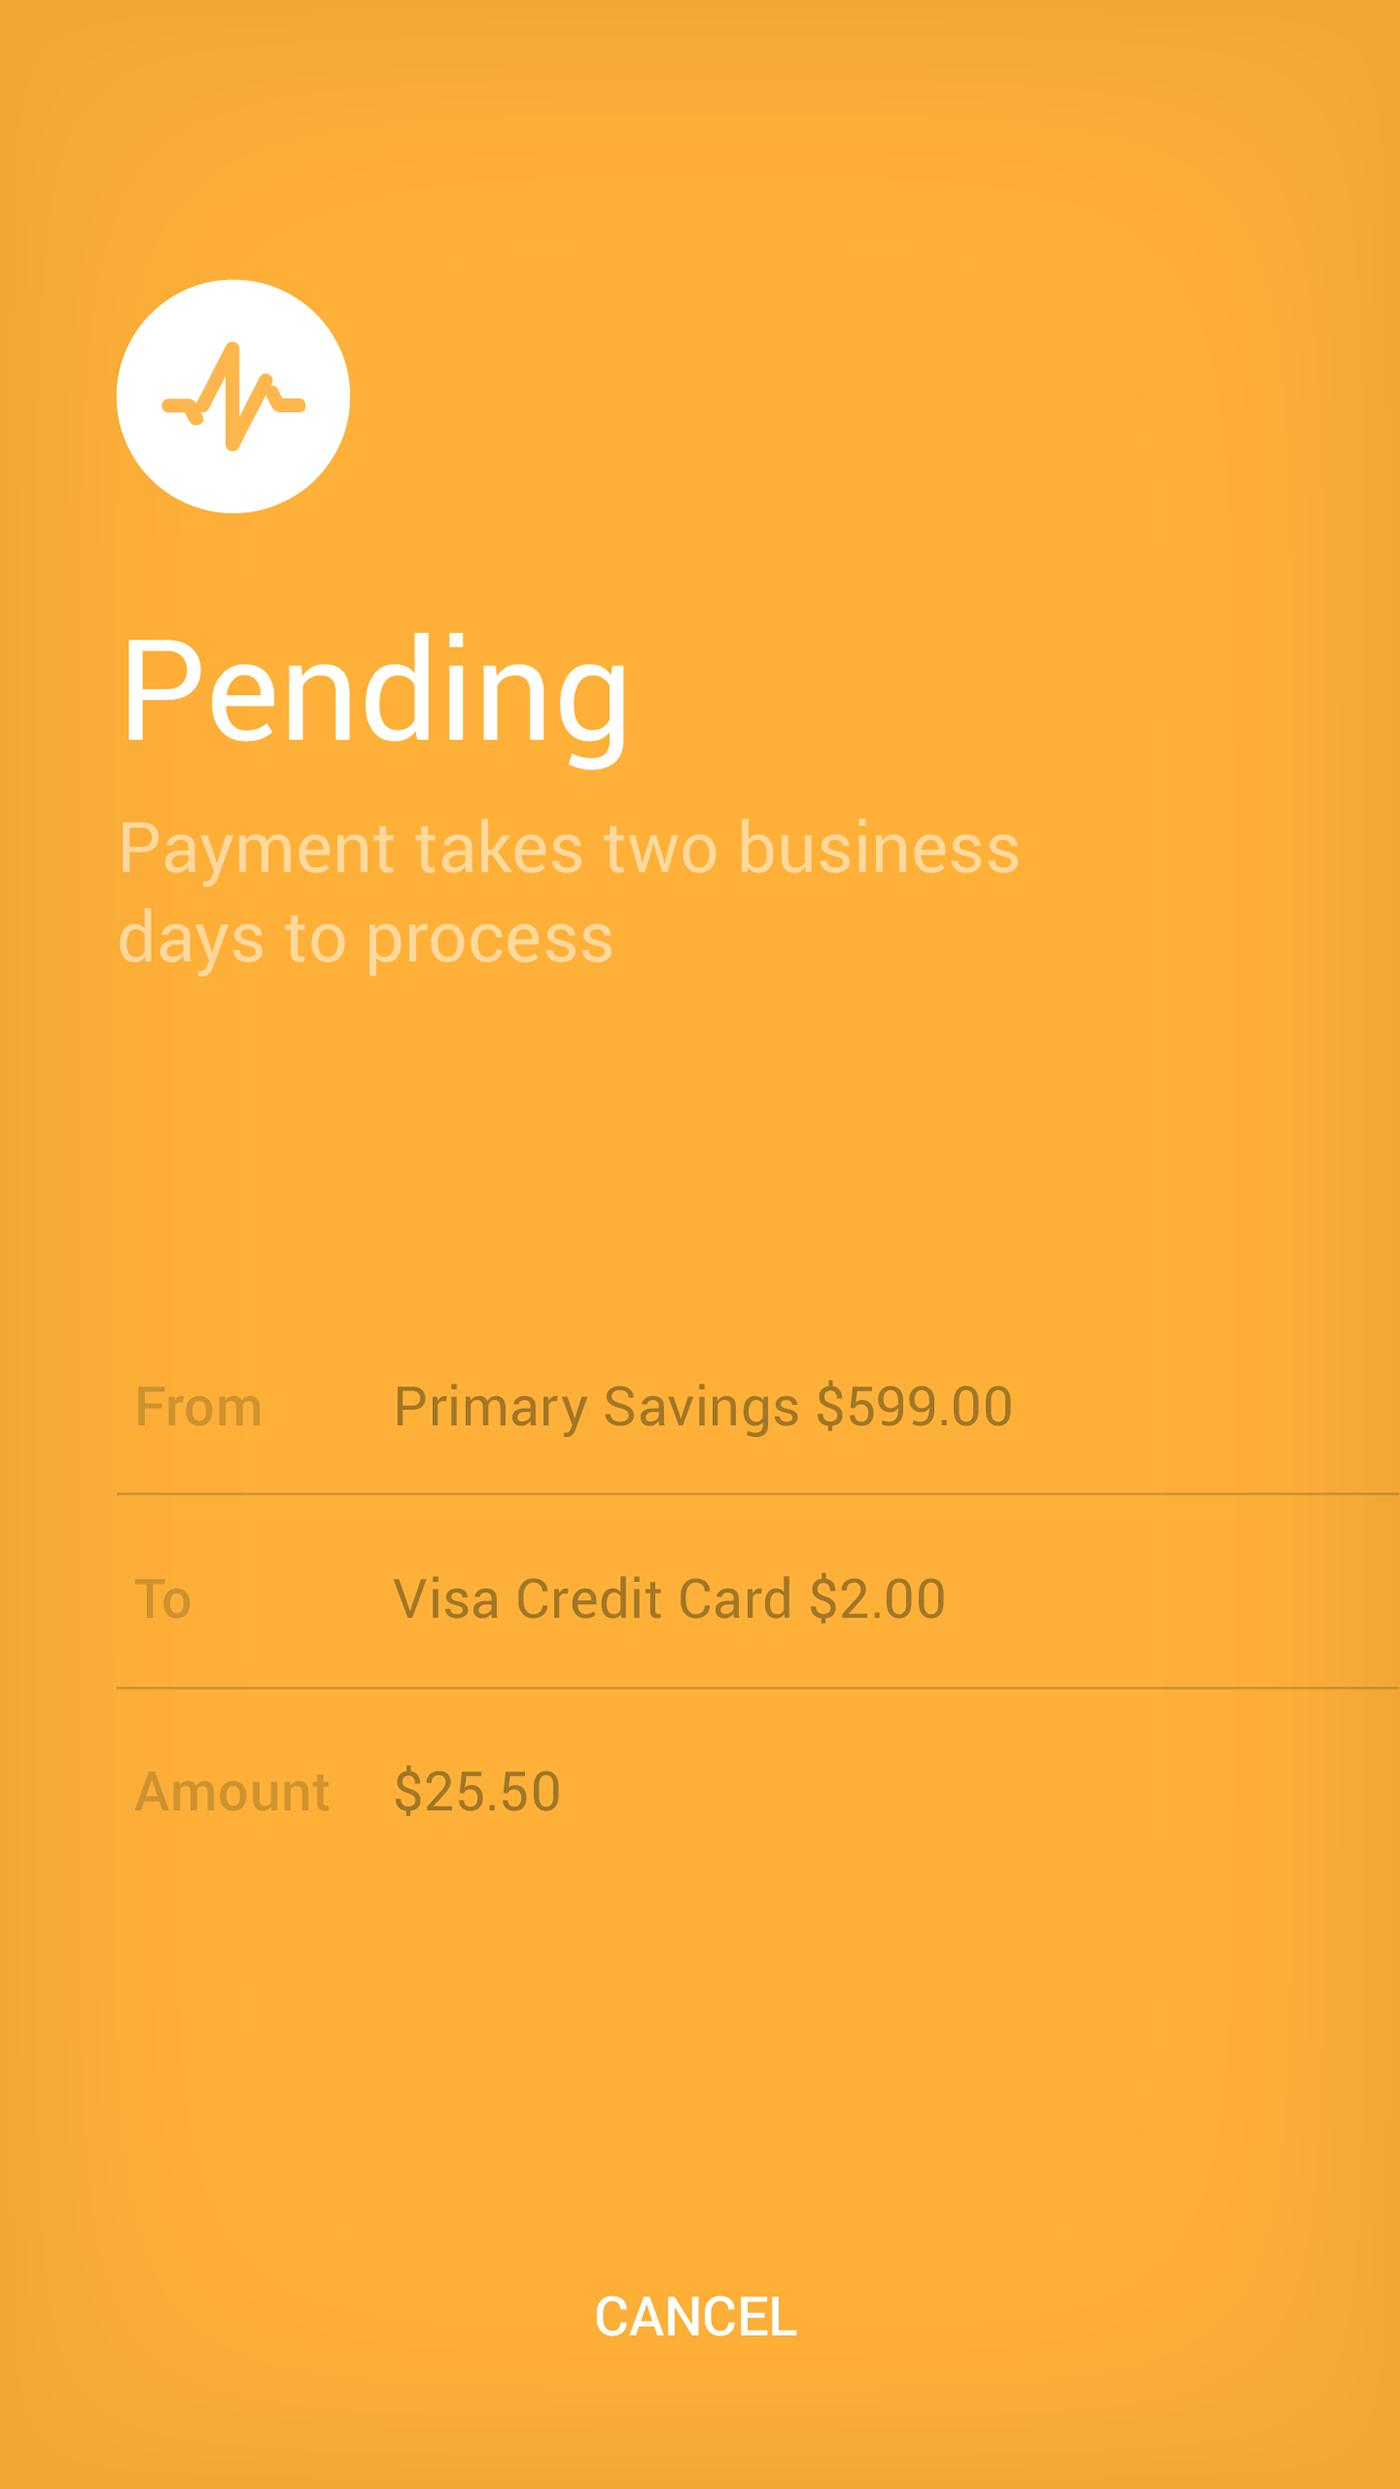 Pending
Payment takes two business
days to process
From Primary Savings $599.00
To Visa Credit Card $2.00
Amount $25.50
CANCEL